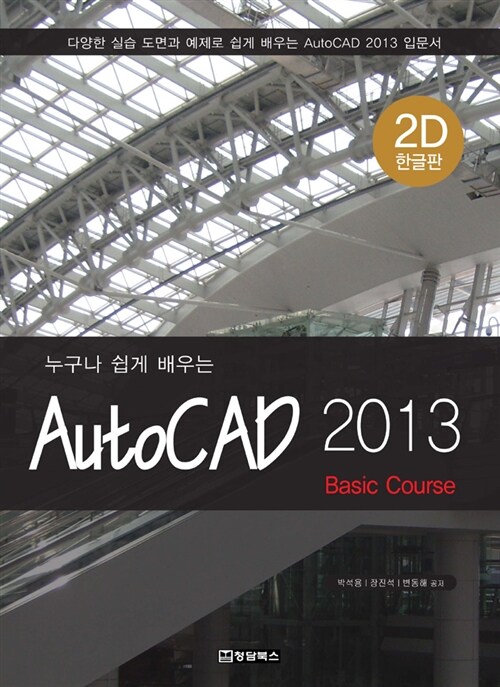 다양한 실습 도면과 예제로 쉽게 배우는 AutoCAD 2013 입문서
2D
한글판
누구나 쉽게 배우는
AutoCAD 2013
Basic Course
박석용 | 장진석 | 변동해 공저
청담북스